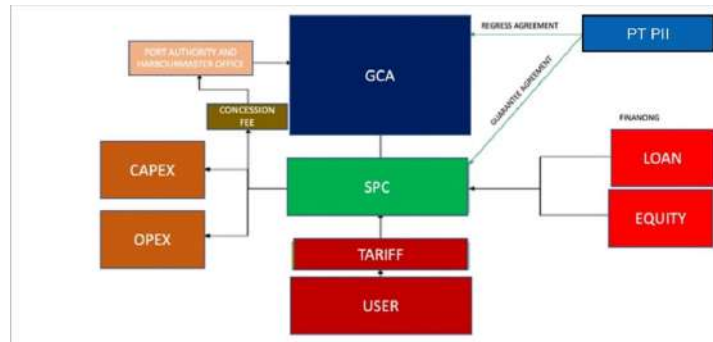 REGRESS AGREEMENT
PT PII
PORT AUTHORITY AND
HARBOURMASTER OFFICE
GCA
GUARANTEE AGREEMENT
CONCESSION
FEE
FINANCING
CAPEX
SPC
LOAN
OPEX
EQUITY
TARIFF
USER